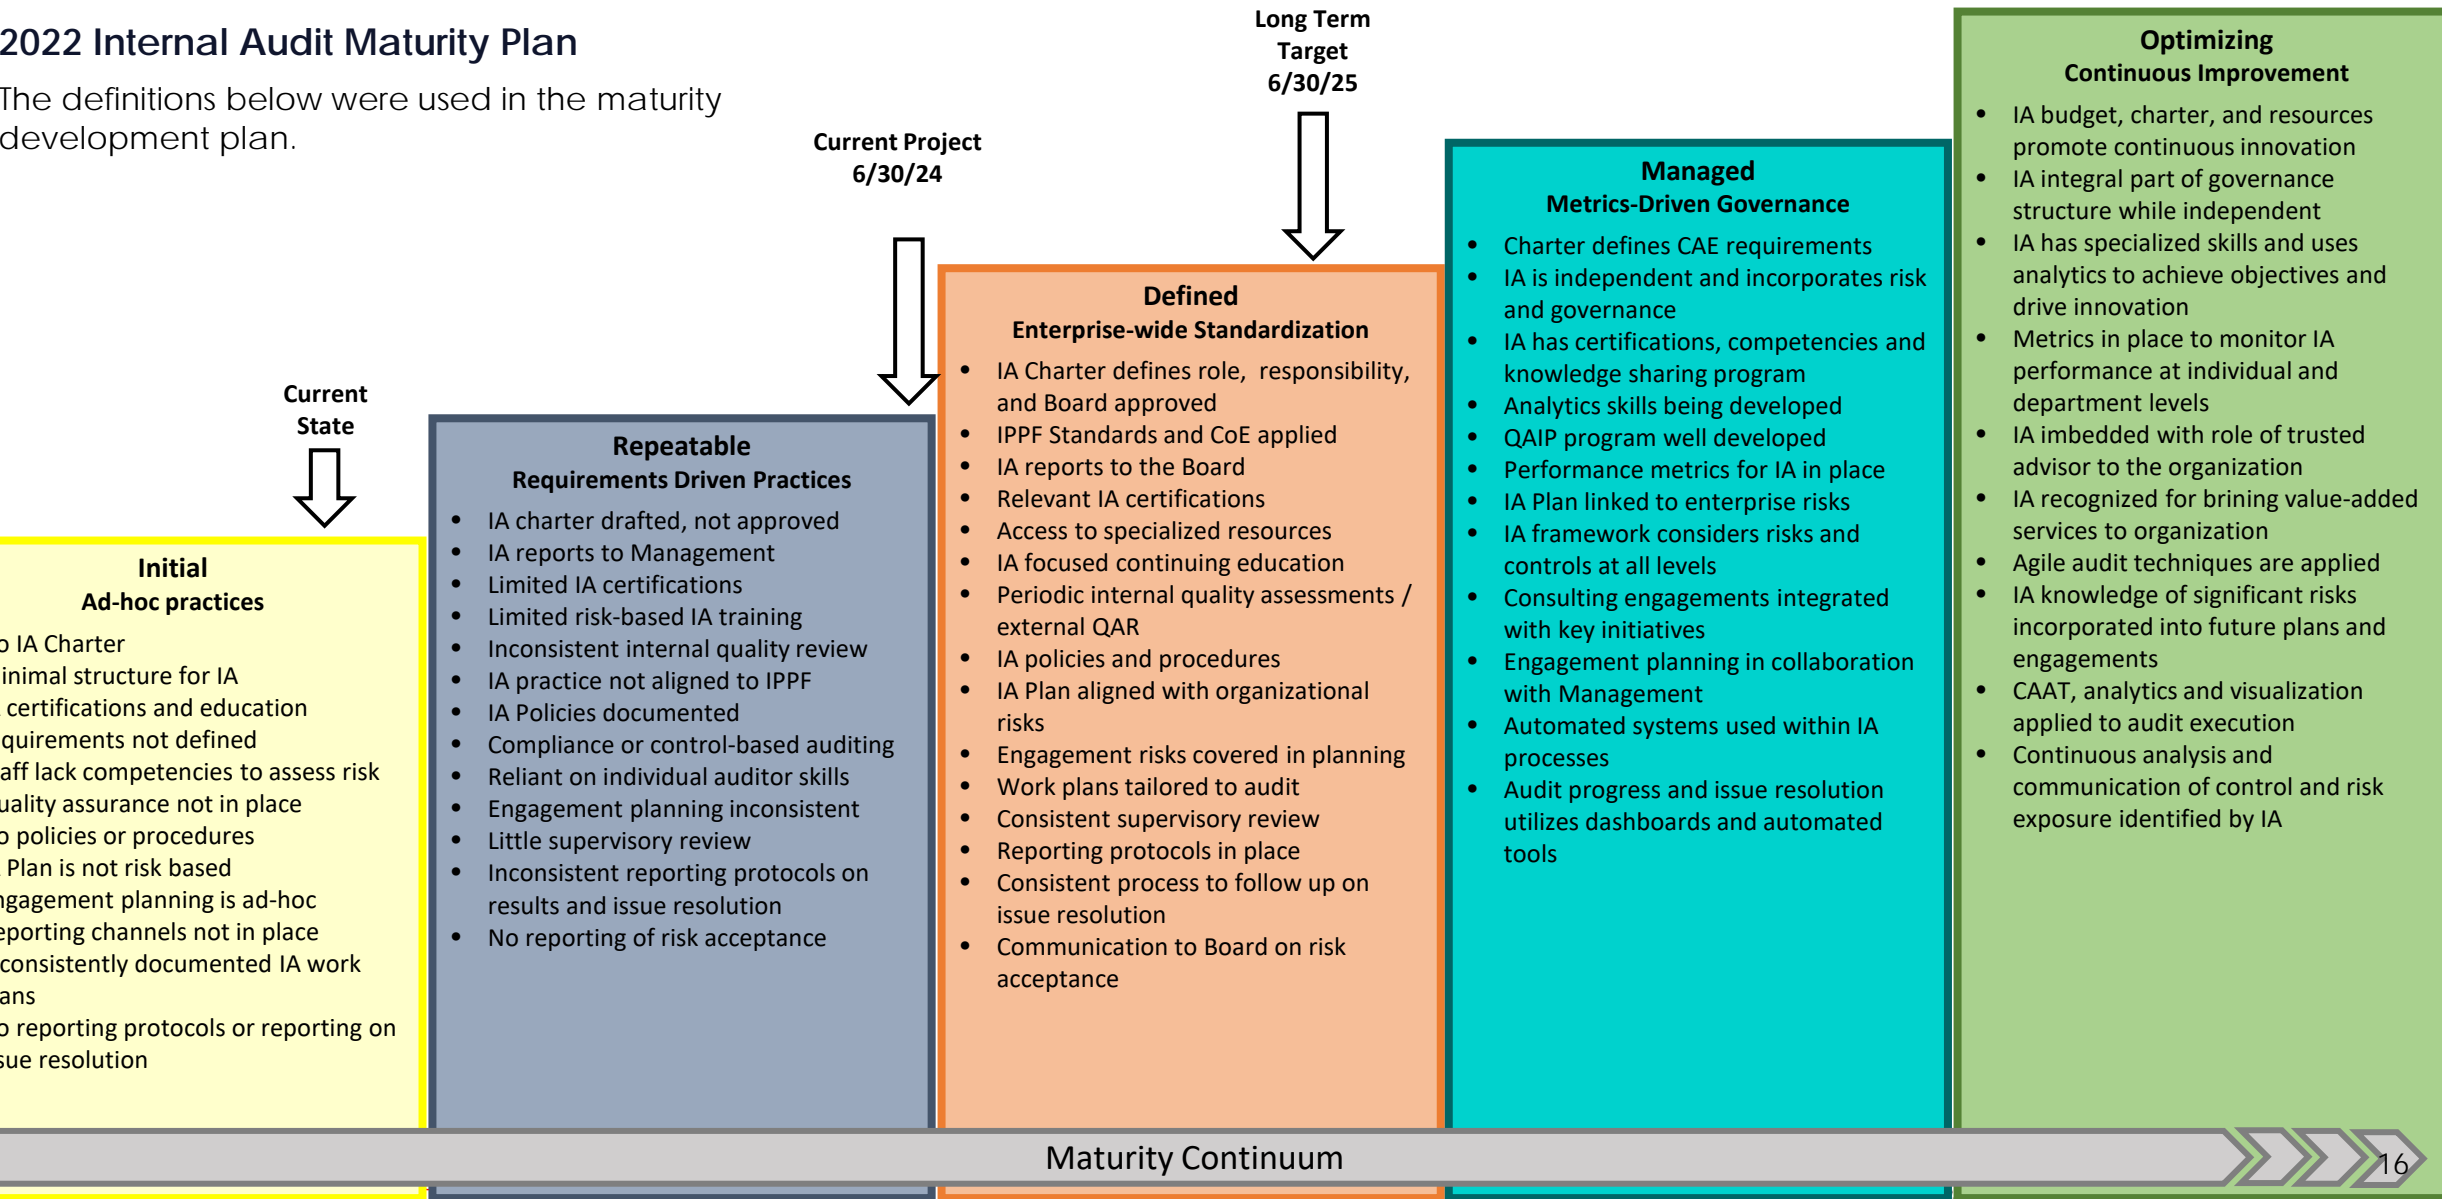 2022 Internal Audit Maturity Plan
The definitions below were used in the maturity
development plan.
Current
State
Current Project
6/30/24
Long Term
Target
6/30/25
Initial
Ad-hoc practices
IA Charter
structure for IA
certifications and education
not defined
lack competencies to assess risk
assurance not in place
policies or procedures
Plan is not risk based
planning is ad-hoc
channels not in place
documented IA work
reporting protocols or reporting on
resolution
Repeatable
Requirements Driven Practices
• IA charter drafted, not approved
• IA reports to Management
• Limited IA certifications
• Limited risk-based IA training
• Inconsistent internal quality review
• IA practice not aligned to IPPF
• IA Policies documented
• Compliance or control-based auditing
• Reliant on individual auditor skills
• Engagement planning inconsistent
• Little supervisory review
• Inconsistent reporting protocols on
results and issue resolution
• No reporting of risk acceptance
Defined
Enterprise-wide Standardization
• IA Charter defines role, responsibility,
and Board approved
• IPPF Standards and CoE applied
• IA reports to the Board
• Relevant IA certifications
• Access to specialized resources
• IA focused continuing education
• Periodic internal quality assessments /
external QAR
• IA policies and procedures
• IA Plan aligned with organizational
risks
• Engagement risks covered in planning
• Work plans tailored to audit
• Consistent supervisory review
• Reporting protocols in place
• Consistent process to follow up on
issue resolution
• Communication to Board on risk
acceptance
Managed
Metrics-Driven Governance
• Charter defines CAE requirements
• IA is independent and incorporates risk
and governance
• IA has certifications, competencies and
knowledge sharing program
• Analytics skills being developed
• QAIP program well developed
• Performance metrics for IA in place
• IA Plan linked to enterprise risks
• IA framework considers risks and
controls at all levels
• Consulting engagements integrated
with key initiatives
• Engagement planning in collaboration
with Management
• Automated systems used within IA
processes
• Audit progress and issue resolution
utilizes dashboards and automated
tools
Optimizing
Continuous Improvement
• IA budget, charter, and resources
promote continuous innovation
• IA integral part of governance
structure while independent
• IA has specialized skills and uses
analytics to achieve objectives and
drive innovation
• Metrics in place to monitor IA
performance at individual and
department levels
• IA imbedded with role of trusted
advisor to the organization
• IA recognized for brining value-added
services to organization
• Agile audit techniques are applied
• IA knowledge of significant risks
incorporated into future plans and
engagements
• CAAT, analytics and visualization
applied to audit execution
• Continuous analysis and
communication of control and risk
exposure identified by IA
Maturity Continuum
16